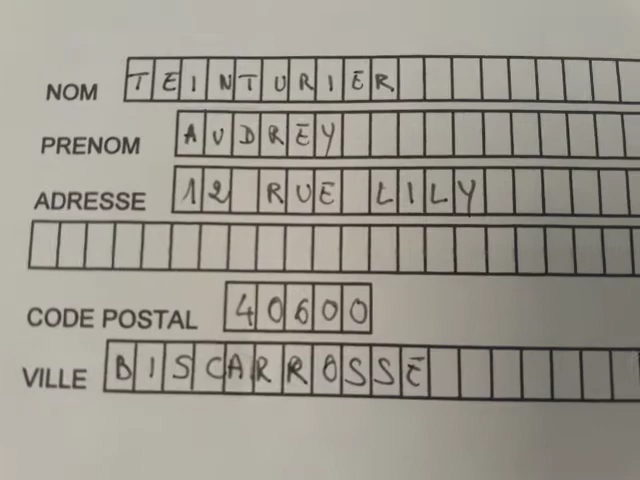 NOM TEINTURIER
PRENOM AUDREY
ADRESSE 12 RUE LILY
CODE POSTAL 40600
VILLE BISCARROSSE